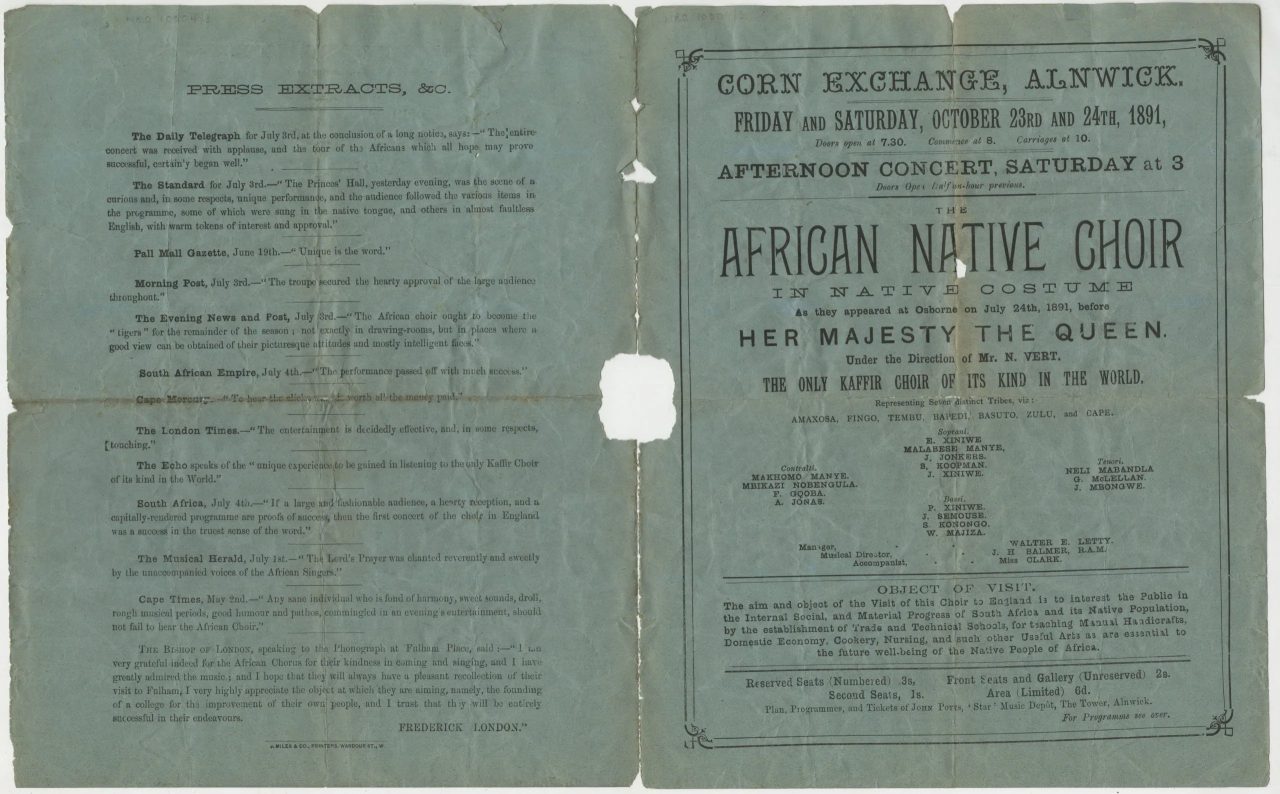 PRESS EXTRACTS, &C.
The Daily Telegraph for July 3rd, at the conclusion of a long notice, says:—“The entire
concert was received with applause, and the tour of the Africans which all hope may prove
successful, certain'y began well.”
The Standard for July 3rd.—“The Princes' Hall, yesterday evening, was the scene of a
curious and, in some respects, unique performance, and the audience followed the various items in
the programme, some of which were sung in the native tongue, and others in almost faultless
English, with warm tokens of interest and approval.”
Pall Mall Gazette, June 19th.—“Unique is the word.”
Morning Post, July 3rd.—“The troupe secured the hearty approval of the large audience
throughout.”
The Evening News and Post, July 3rd.—“The African choir ought to become the
“tigers” for the remainder of the season; not exactly in drawing-rooms, but in places where a
good view can be obtained of their picturesque attitudes and mostly intelligent faces.”
South African Empire, July 4th.—“The performance passed off with much success.”
Cape Mercury.—“To hear the clicks worth all the money paid.”
The London Times.—“The entertainment is decidedly effective, and, in some respects,
[touching.”
The Echo speaks of the “unique experience to be gained in listening to the only Kaffir Choir
of its kind in the World.”
South Africa, July 4th.—“If a large and fashionable audience, a hearty reception, and a
capitally-rendered programme are proofs of success, then the first concert of the choir in England
was a success in the truest sense of the word.”
The Musical Herald, July 1st.—“The Lord's Prayer was chanted reverently and sweetly
by the unaccompanied voices of the African Singers.”
Cape Times, May 2nd.—“Any sane individual who is fond of harmony, sweet sounds, droll,
rough musical periods, good humour and pathos, commingled in an evening's entertainment, should
not fail to hear the African Choir.”
THE BISHOP OF LONDON, speaking to the Phonograph at Fulham Place, said:—“I am
very grateful indeed for the African Chorus for their kindness in coming and singing, and I have
greatly admired the music; and I hope that they will always have a pleasant recollection of their
visit to Fulham, I very highly appreciate the object at which they are aiming, namely, the founding
of a college for the improvement of their own people, and I trust that they will be entirely
successful in their endeavours.
FREDERICK LONDON.”
J. MILES & CO., PRINTERS, WARDOUR ST., W.
CORN EXCHANGE, ALNWICK.
FRIDAY AND SATURDAY, OCTOBER 23RD AND 24TH, 1891,
Doors open at 7.30. Commence at 8. Carriages at 10.
AFTERNOON CONCERT, SATURDAY at 3
Doors Open half an-hour previous.
THE
AFRICAN NATIVE CHOIR
IN NATIVE COSTUME
As they appeared at Osborne on July 24th, 1891, before
HER MAJESTY THE QUEEN.
Under the Direction of Mr. N. VERT.
THE ONLY KAFFIR CHOIR OF ITS KIND IN THE WORLD.
Representing Seven distinct Tribes, viz:
AMAXOSA, FINGO, TEMBU, BAPEDI, BASUTO, ZULU, and CAPE.
Soprani.
E. XINIWE
MALABESE MANYE,
J. JONKERS.
S. KOOPMAN.
J. XINIWE.
Contralti.
MAKHOMO MANYE.
MBIKAZI NOBENGULA.
F. GQOBA.
A. JONAS.
Tenori.
NELI MABANDLA
G. McLELLAN.
J. MBONGWE.
Bassi.
P. XINIWE.
J. SEMOUSE.
S. KONONGO.
W. MAJIZA.
Manager, WALTER E. LETTY.
Musical Director, J. H BALMER, R.A.M.
Accompanist, MISS CLARK.
OBJECT OF VISIT.
The aim and object of the Visit of this Choir to England is to interest the Public in
the Internal Social, and Material Progress of South Africa and its Native Population,
by the establishment of Trade and Technical Schools, for teaching Manual Handicrafts,
Domestic Economy, Cookery, Nursing, and such other Useful Arts as are essential to
the future well-being of the Native People of Africa.
Reserved Seats (Numbered) 3s, Front Seats and Gallery (Unreserved) 2s.
Second Seats, 1s. Area (Limited) 6d.
Plan, Programmes, and Tickets of JOHN PORTS, 'Star' Music Depôt, The Tower, Alnwick.
For Programme see over.